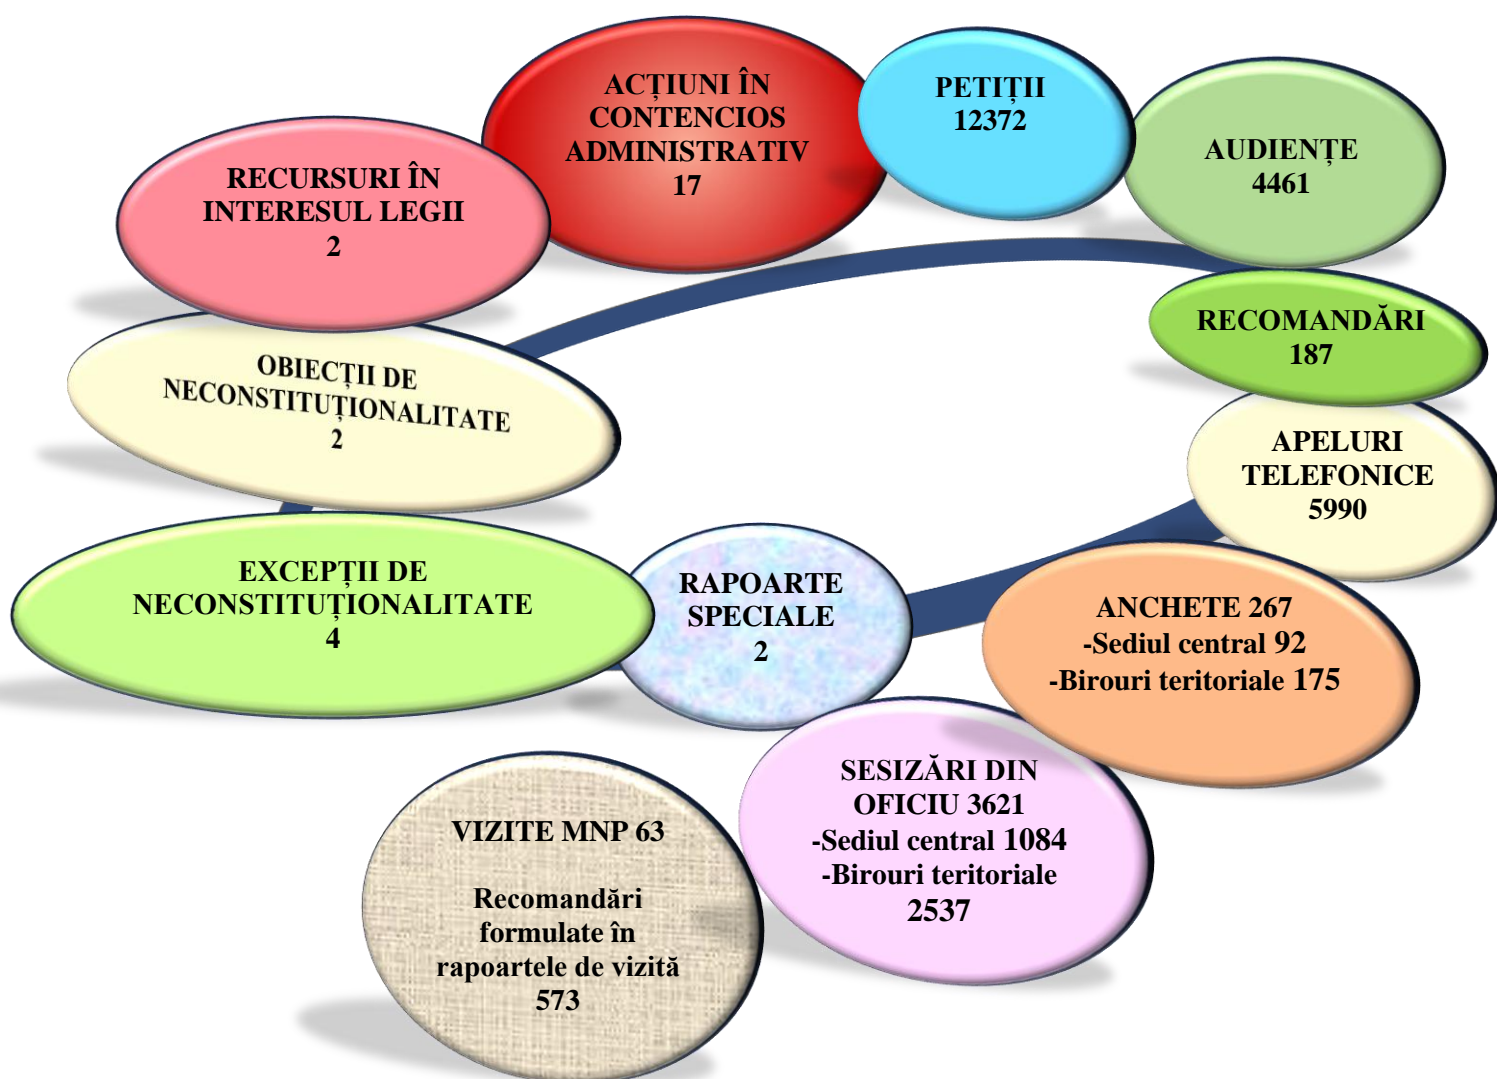 ACȚIUNI ÎN
CONTENCIOS
ADMINISTRATIV
17
PETIȚII
12372
AUDIENȚE
4461
RECURSURI ÎN
INTERESUL LEGII
2
RECOMANDĂRI
187
OBIECȚII DE
NECONSTITUȚIONALITATE
2
APELURI
TELEFONICE
5990
EXCEPȚII DE
NECONSTITUȚIONALITATE
4
RAPOARTE
SPECIALE
2
ANCHETE 267
-Sediul central 92
-Birouri teritoriale 175
SESIZĂRI DIN
OFICIU 3621
-Sediul central 1084
-Birouri teritoriale
2537
VIZITE MNP 63
Recomandări
formulate în
rapoartele de vizită
573